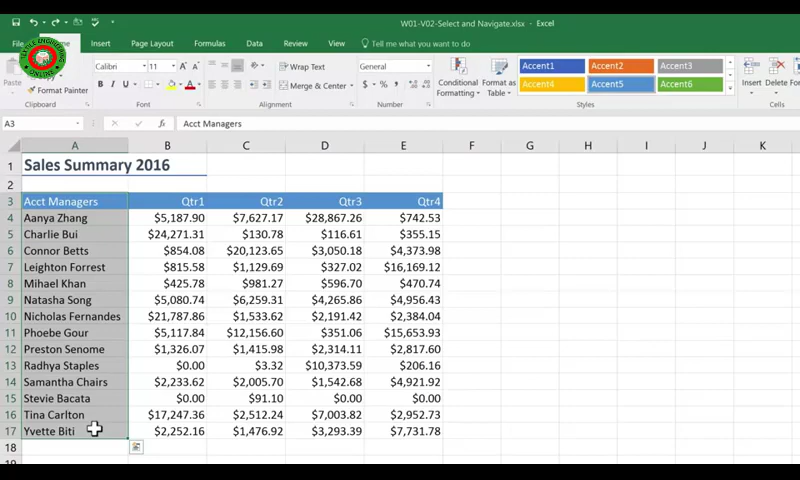 W01-V02-Select and Navigate.xlsx - Excel
Insert Page Layout Formulas Data Review View Tell me what you want to do
ONLINE
Paste
Format Painter
Clipboard
Calibri 11
B I U
Font
Wrap Text
Merge & Center
Alignment
General
$ % ,
Number
Conditional Formatting
Format as Table
Accent1 Accent2 Accent3
Accent4 Accent5 Accent6
Styles
Insert Delete
Cells
A3 fx Acct Managers
A B C D E F G H I J K
1 Sales Summary 2016
2
3 Acct Managers Qtr1 Qtr2 Qtr3 Qtr4
4 Aanya Zhang $5,187.90 $7,627.17 $28,867.26 $742.53
5 Charlie Bui $24,271.31 $130.78 $116.61 $355.15
6 Connor Betts $854.08 $20,123.65 $3,050.18 $4,373.98
7 Leighton Forrest $815.58 $1,129.69 $327.02 $16,169.12
8 Mihael Khan $425.78 $981.27 $596.70 $470.74
9 Natasha Song $5,080.74 $6,259.31 $4,265.86 $4,956.43
10 Nicholas Fernandes $21,787.86 $1,533.62 $2,191.42 $2,384.04
11 Phoebe Gour $5,117.84 $12,156.60 $351.06 $15,653.93
12 Preston Senome $1,326.07 $1,415.98 $2,314.11 $2,817.60
13 Radhya Staples $0.00 $3.32 $10,373.59 $206.16
14 Samantha Chairs $2,233.62 $2,005.70 $1,542.68 $4,921.92
15 Stevie Bacata $0.00 $91.10 $0.00 $0.00
16 Tina Carlton $17,247.36 $2,512.24 $7,003.82 $2,952.73
17 Yvette Biti $2,252.16 $1,476.92 $3,293.39 $7,731.78
18